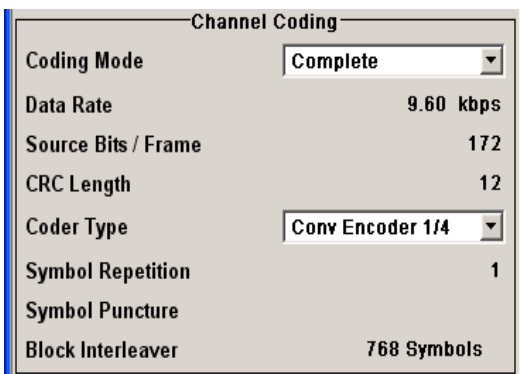 Channel Coding
Coding Mode Complete
Data Rate 9.60 kbps
Source Bits / Frame 172
CRC Length 12
Coder Type Conv Encoder 1/4
Symbol Repetition 1
Symbol Puncture
Block Interleaver 768 Symbols